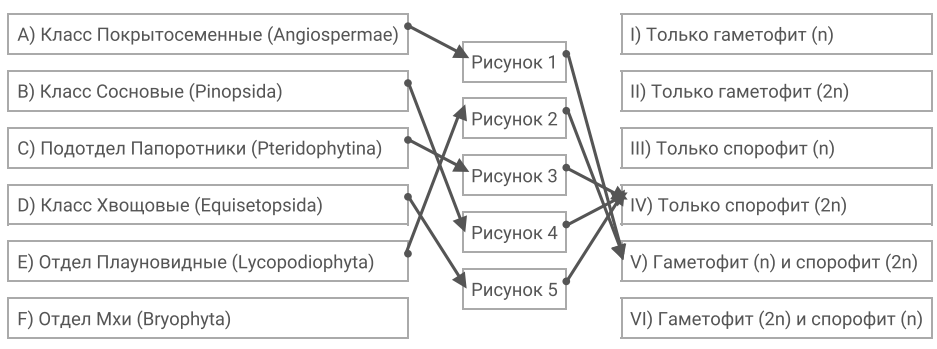 A) Класс Покрытосеменные (Angiospermae)
B) Класс Сосновые (Pinopsida)
C) Подотдел Папоротники (Pteridophytina)
D) Класс Хвощовые (Equisetopsida)
E) Отдел Плауновидные (Lycopodiophyta)
F) Отдел Мхи (Bryophyta)
Рисунок 1
Рисунок 2
Рисунок 3
Рисунок 4
Рисунок 5
I) Только гаметофит (n)
II) Только гаметофит (2n)
III) Только спорофит (n)
IV) Только спорофит (2n)
V) Гаметофит (n) и спорофит (2n)
VI) Гаметофит (2n) и спорофит (n)